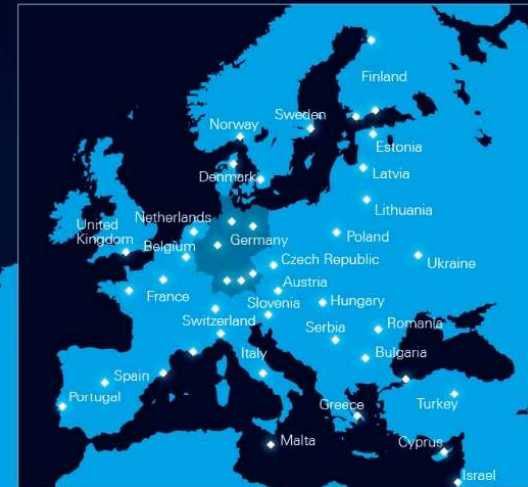 Finland
Sweden
Norway
Estonia
Denmark
Latvia
Lithuania
Netherlands
United
Kingdom
Germany
Poland
Belgium
Czech Republic
Ukraine
Austria
France
Slovenia
Hungary
Switzerland
Serbia
Romania
Italy
Bulgaria
Spain
Portugal
Greece
Turkey
Malta
Cyprus
Israel